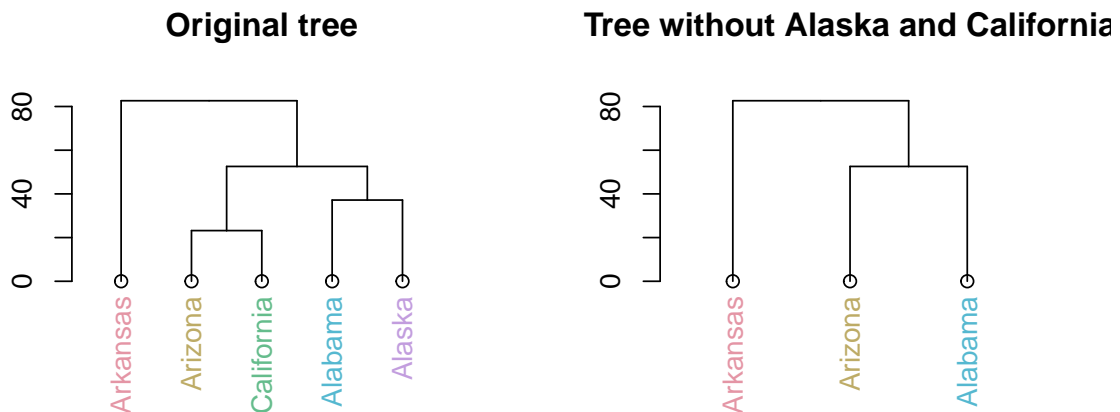 Original tree
80
40
0
Arkansas
Arizona
California
Alabama
Alaska
Tree without Alaska and California
80
40
0
Arkansas
Arizona
Alabama